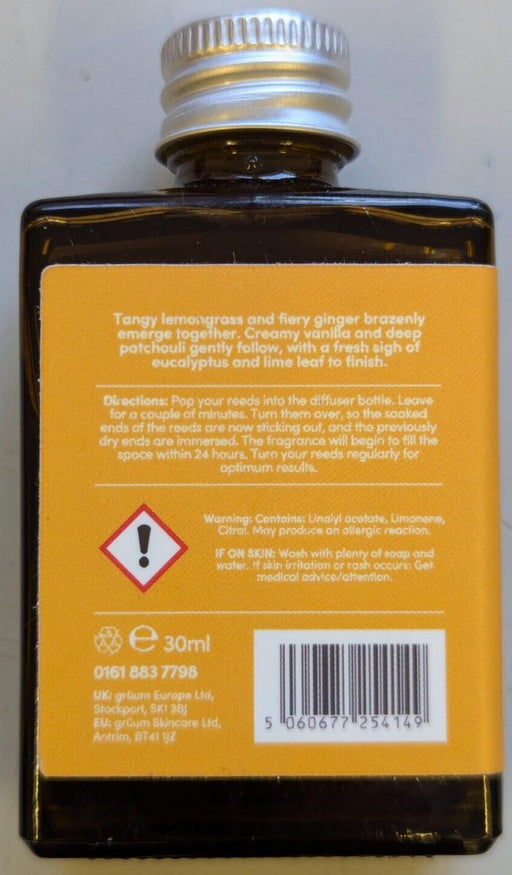 Tangy lemongrass and fiery ginger brazenly
emerge together. Creamy vanilla and deep
patchouli gently follow, with a fresh sigh of
eucalyptus and lime leaf to finish.
Directions: Pop your reeds into the diffuser bottle. Leave
for a couple of minutes. Turn them over, so the soaked
ends of the reeds are now sticking out, and the previously
dry ends are immersed. The fragrance will begin to fill the
space within 24 hours. Turn your reeds regularly for
optimum results.
Warning: Contains: Linalyl acetate, Limonene,
Citral. May produce an allergic reaction.
IF ON SKIN: Wash with plenty of soap and
water. If skin irritation or rash occurs: Get
medical advice/attention.
℮ 30ml
0161 883 7798
UK: grüum Europe Ltd,
Stockport, SK1 3BJ
EU: grüum Skincare Ltd,
Antrim, BT41 1JZ
5 060677 254149